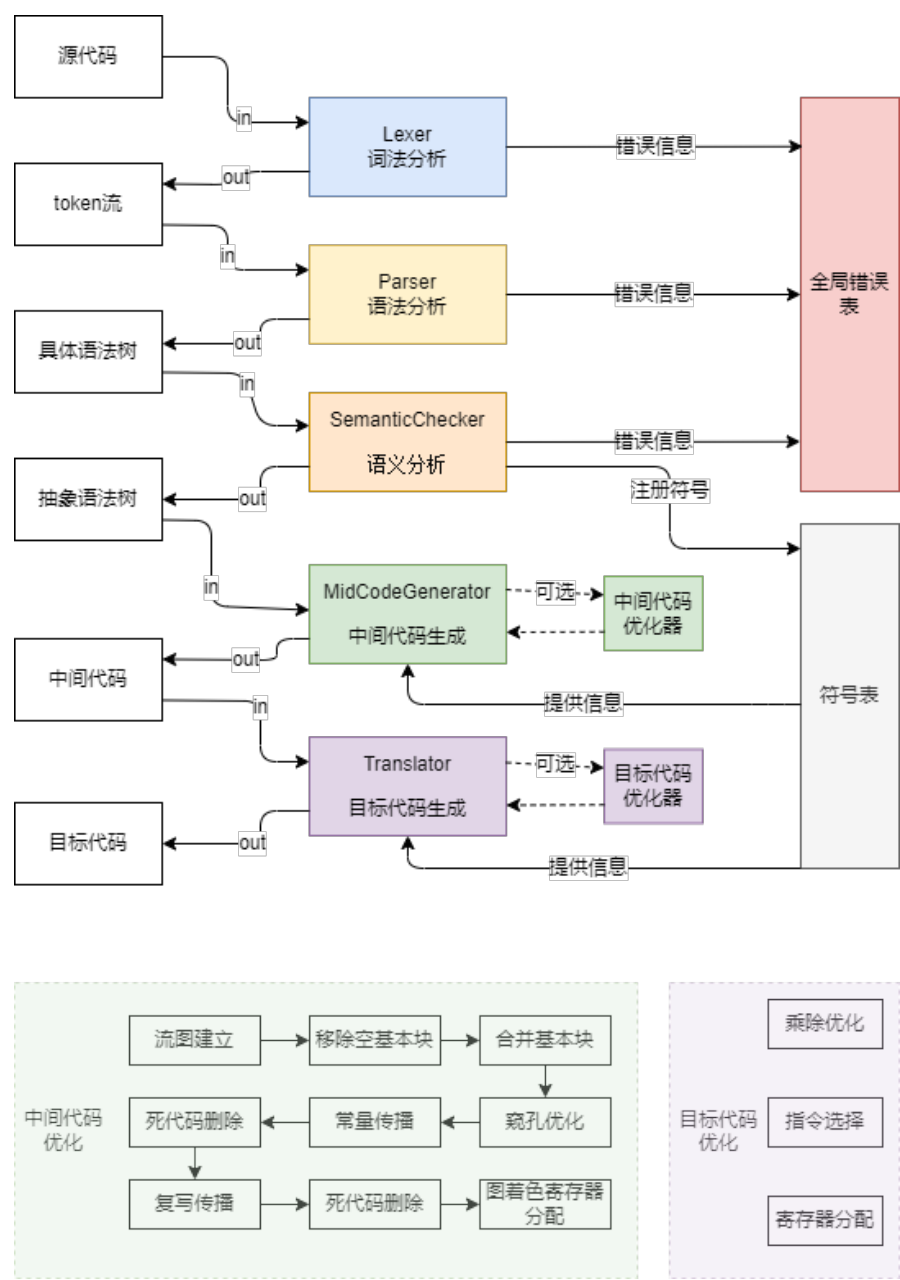 源代码
in
Lexer
词法分析
错误信息
out
token流
in
Parser
语法分析
错误信息
全局错误
表
out
具体语法树
in
SemanticChecker
语义分析
错误信息
注册符号
out
抽象语法树
in
MidCodeGenerator
中间代码生成
可选
中间代码
优化器
out
中间代码
in
提供信息
符号表
Translator
目标代码生成
可选
目标代码
优化器
out
目标代码
提供信息
中间代码
优化
流图建立
移除空基本块
合并基本块
死代码删除
常量传播
窥孔优化
复写传播
死代码删除
图着色寄存器
分配
目标代码
优化
乘除优化
指令选择
寄存器分配